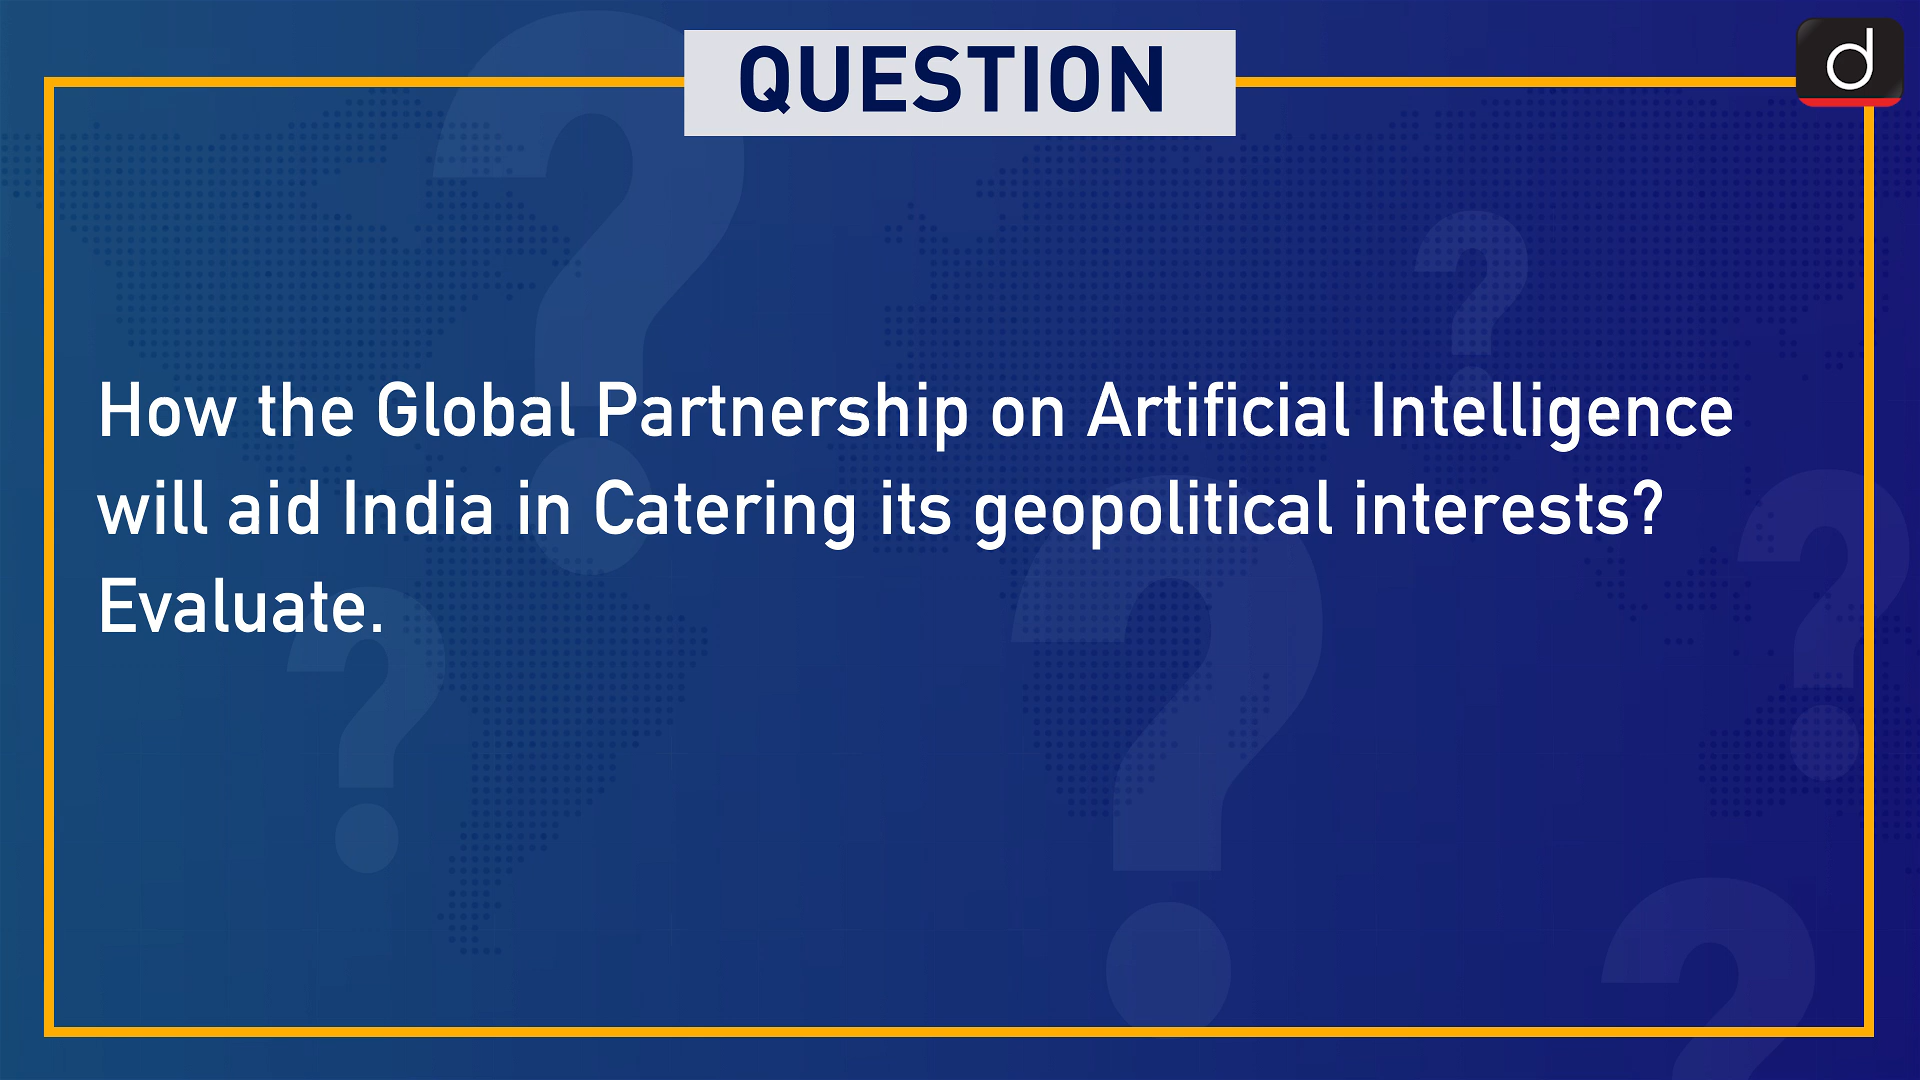 QUESTION
d
How the Global Partnership on Artificial Intelligence
will aid India in Catering its geopolitical interests?
Evaluate.